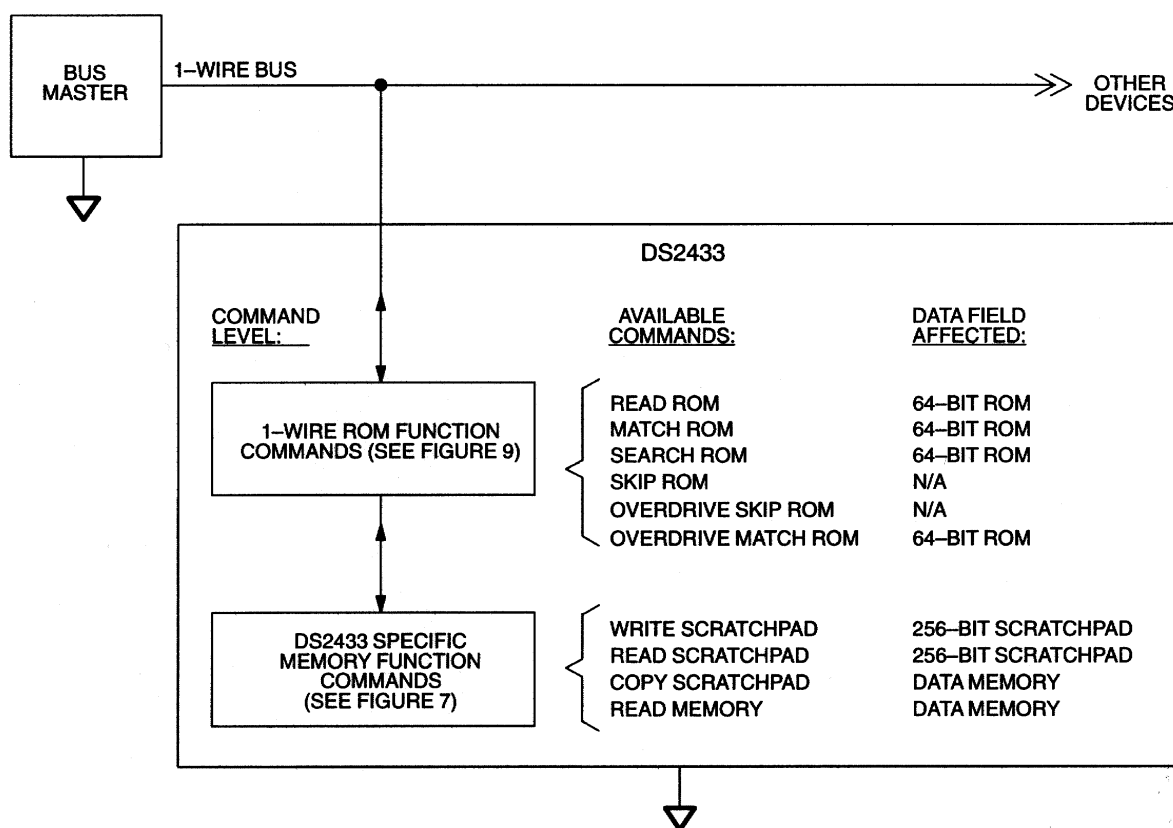 BUS
MASTER
1–WIRE BUS
OTHER
DEVICES
DS2433
COMMAND
LEVEL:
AVAILABLE
COMMANDS:
DATA FIELD
AFFECTED:
1–WIRE ROM FUNCTION
COMMANDS (SEE FIGURE 9)
READ ROM 64–BIT ROM
MATCH ROM 64–BIT ROM
SEARCH ROM 64–BIT ROM
SKIP ROM N/A
OVERDRIVE SKIP ROM N/A
OVERDRIVE MATCH ROM 64–BIT ROM
DS2433 SPECIFIC
MEMORY FUNCTION
COMMANDS
(SEE FIGURE 7)
WRITE SCRATCHPAD 256–BIT SCRATCHPAD
READ SCRATCHPAD 256–BIT SCRATCHPAD
COPY SCRATCHPAD DATA MEMORY
READ MEMORY DATA MEMORY